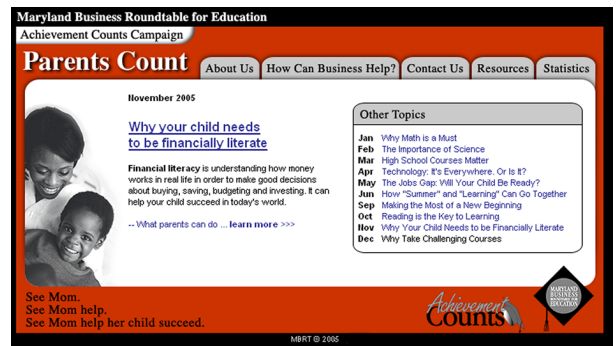 Maryland Business Roundtable for Education
Achievement Counts Campaign
Parents Count
About Us
How Can Business Help?
Contact Us
Resources
Statistics
November 2005
Why your child needs
to be financially literate
Financial literacy is understanding how money
works in real life in order to make good decisions
about buying, saving, budgeting and investing. It can
help your child succeed in today's world.
-- What parents can do ... learn more >>>
Other Topics
Jan Why Math is a Must
Feb The Importance of Science
Mar High School Courses Matter
Apr Technology: It's Everywhere. Or Is It?
May The Jobs Gap: Will Your Child Be Ready?
Jun How "Summer" and "Learning" Can Go Together
Sep Making the Most of a New Beginning
Oct Reading is the Key to Learning
Nov Why Your Child Needs to be Financially Literate
Dec Why Take Challenging Courses
See Mom.
See Mom help.
See Mom help her child succeed.
Achievement
Counts
MARYLAND
BUSINESS
ROUNDTABLE FOR
EDUCATION
MBRT © 2005